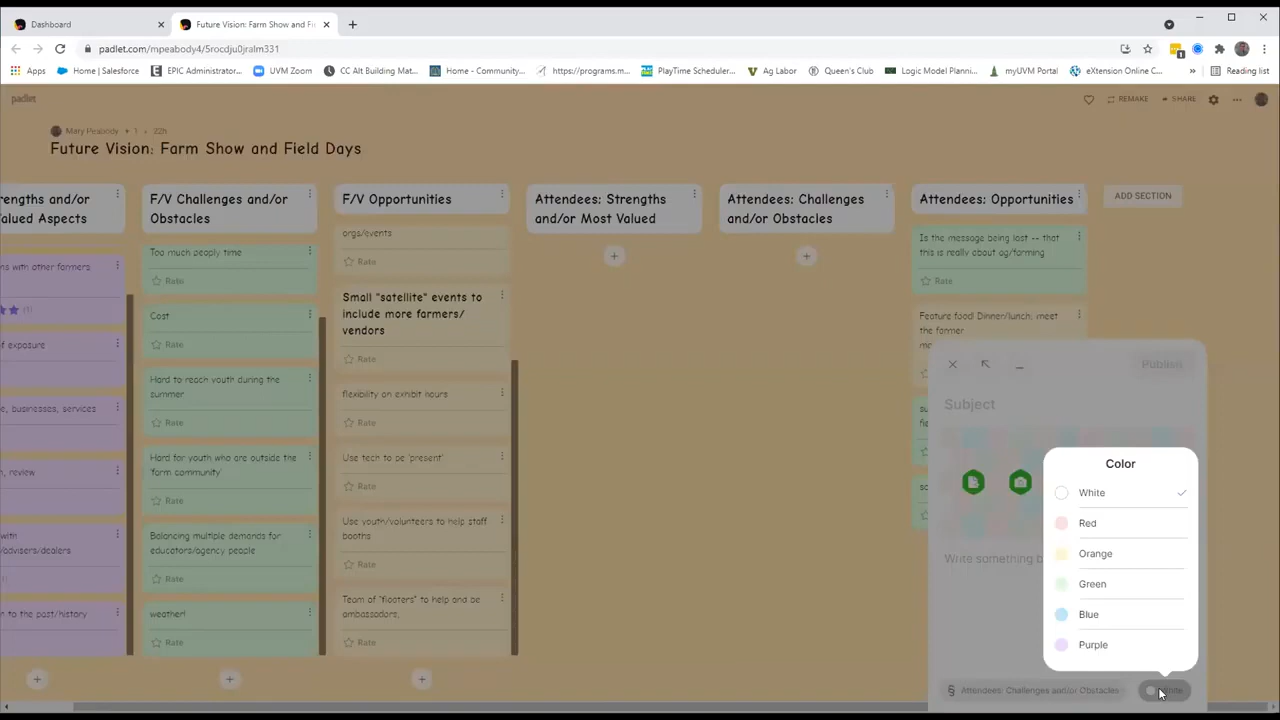 Dashboard
Future Vision: Farm Show and Fi
padlet.com/mpeabody4/5rocdju0jralm331
1
Apps
Home | Salesforce
EPIC Administrator...
UVM Zoom
CC Alt Building Mat...
Home - Community...
https://programs.m...
PlayTime Scheduler...
Ag Labor
Queen's Club
Logic Model Planni...
myUVM Portal
eXtension Online C...
»
Reading list
padlet
REMAKE
SHARE
Mary Peabody + 1 • 22h
Future Vision: Farm Show and Field Days
rengths and/or
alued Aspects
ns with other farmers
(1)
of exposure
e, businesses, services
n, review
with
/advisers/dealers
n to the past/history
F/V Challenges and/or
Obstacles
Too much peoply time
Rate
Cost
Rate
Hard to reach youth during the
summer
Rate
Hard for youth who are outside the
'farm community'
Rate
Balancing multiple demands for
educators/agency people
Rate
weather!
Rate
F/V Opportunities
orgs/events
Rate
Small "satellite" events to
include more farmers/
vendors
Rate
flexibility on exhibit hours
Rate
Use tech to be 'present'
Rate
Use youth/volunteers to help staff
booths
Rate
Team of "floaters" to help and be
ambassadors,
Rate
Attendees: Strengths
and/or Most Valued
Attendees: Challenges
and/or Obstacles
Attendees: Opportunities
Is the message being lost -- that
this is really about ag/farming
Rate
Feature food! Dinner/lunch; meet
the farmer
ADD SECTION
Publish
Subject
Write something b
Color
White
Red
Orange
Green
Blue
Purple
Attendees: Challenges and/or Obstacles